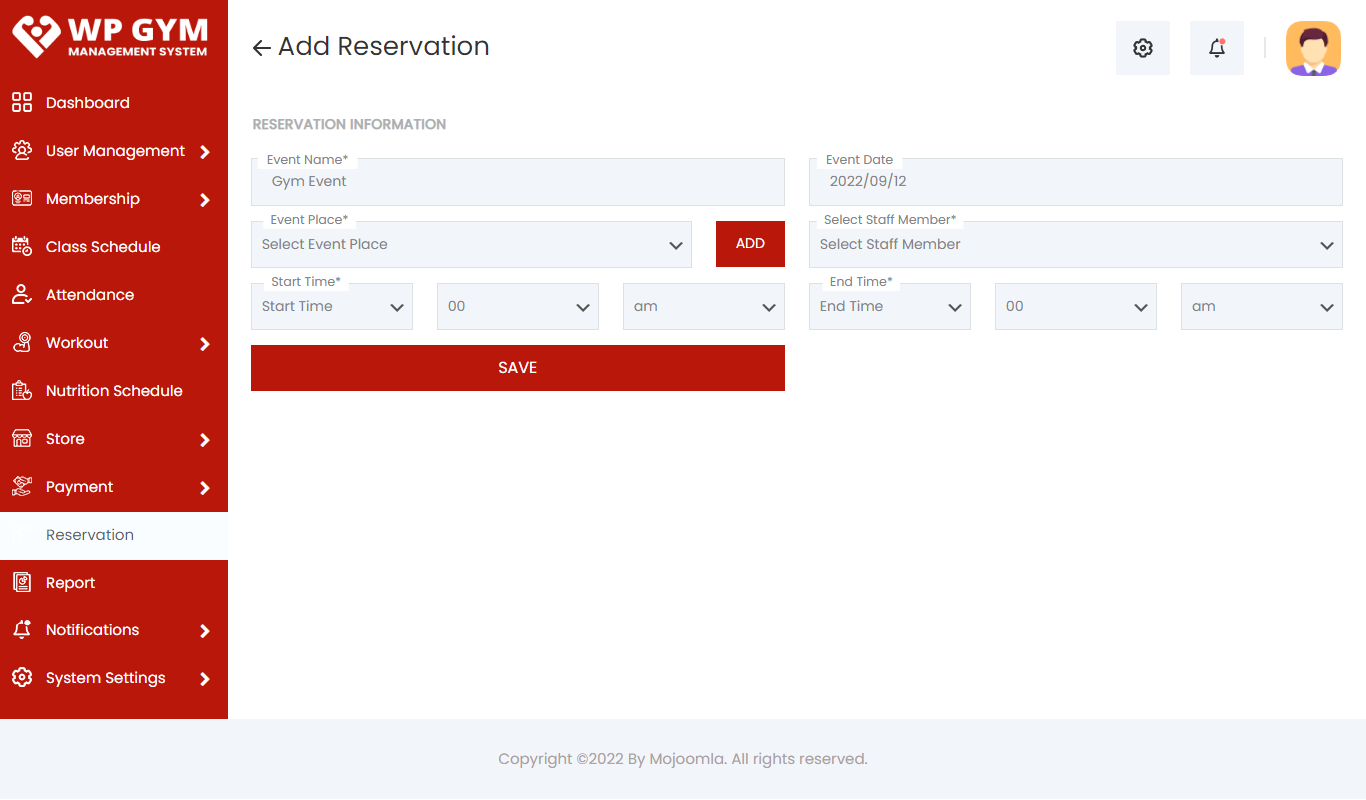 WP GYM
MANAGEMENT SYSTEM
Dashboard
User Management
Membership
Class Schedule
Attendance
Workout
Nutrition Schedule
Store
Payment
Reservation
Report
Notifications
System Settings
Add Reservation
RESERVATION INFORMATION
Event Name*
Gym Event
Event Date
2022/09/12
Event Place*
Select Event Place
ADD
Select Staff Member*
Select Staff Member
Start Time*
Start Time
00
am
End Time*
End Time
00
am
SAVE
Copyright ©2022 By Mojoomla. All rights reserved.